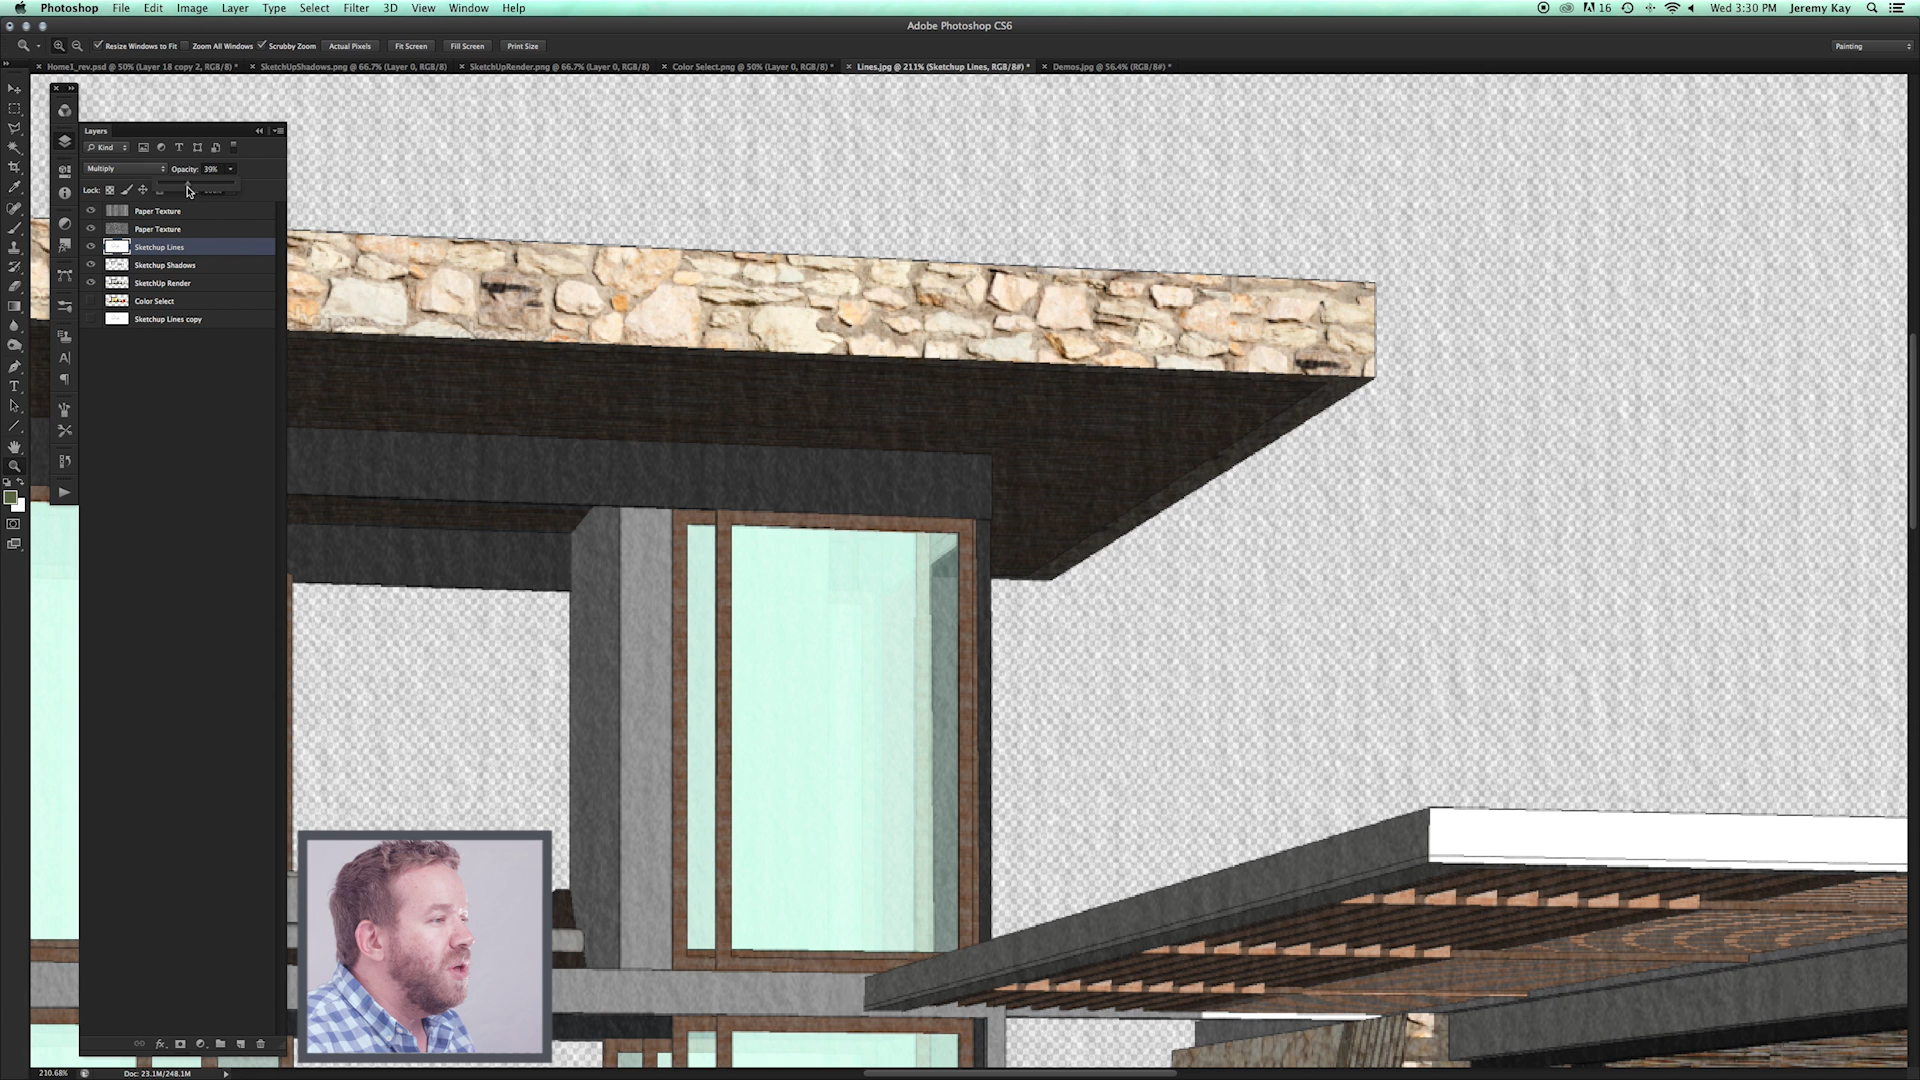 Photoshop File Edit Image Layer Type Select Filter 3D View Window Help 16 Wed 3:30 PM Jeremy Kay
Adobe Photoshop CS6
Resize Windows to Fit Zoom All Windows Scrubby Zoom Actual Pixels Fit Screen Fill Screen Print Size Painting
Home1_rev.psd @ 50% (Layer 18 copy 2, RGB/8) * SketchUpShadows.png @ 66.7% (Layer 0, RGB/8) SketchUpRender.png @ 66.7% (Layer 0, RGB/8) Color Select.png @ 50% (Layer 0, RGB/8) * Lines.jpg @ 211% (Sketchup Lines, RGB/8#) * Demos.jpg @ 56.4% (RGB/8#) *
Layers
Kind
Multiply Opacity: 39%
Lock:
Paper Texture
Paper Texture
Sketchup Lines
Sketchup Shadows
SketchUp Render
Color Select
Sketchup Lines copy
fx
210.68% Doc: 23.1M/248.1M